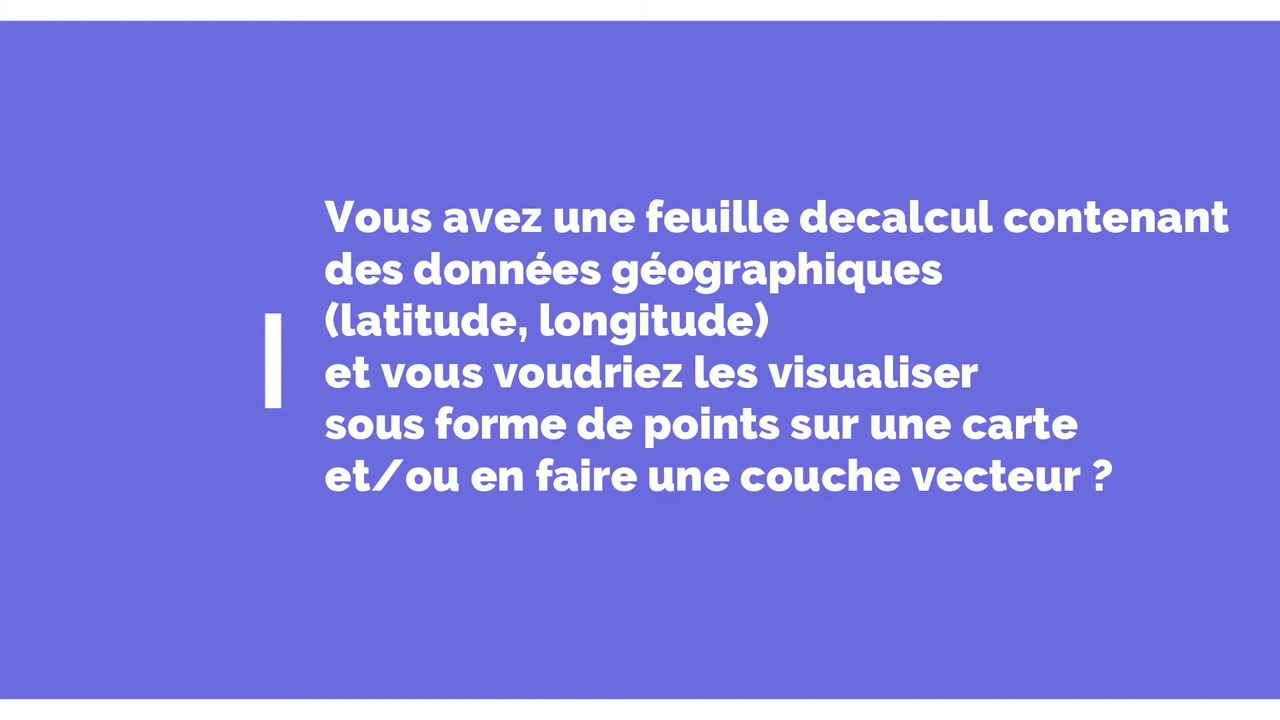 Vous avez une feuille decalcul contenant
des données géographiques
(latitude, longitude)
et vous voudriez les visualiser
sous forme de points sur une carte
et/ou en faire une couche vecteur ?